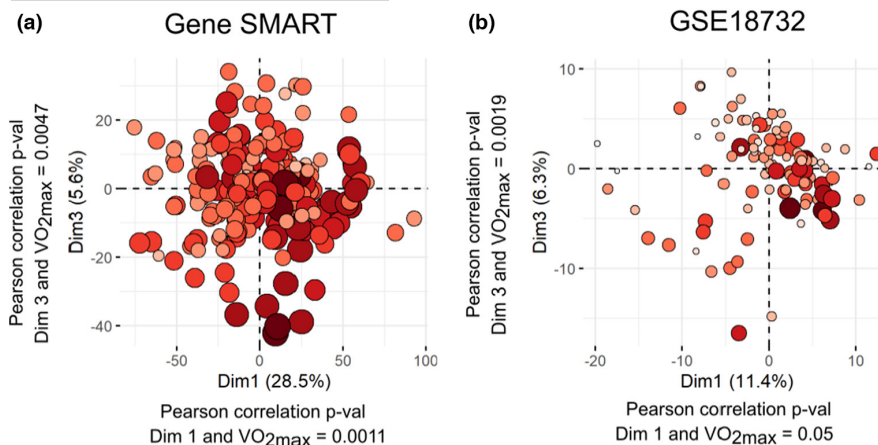 (a)
Gene SMART
Pearson correlation p-val
Dim 3 and VO2max = 0.0047
Dim3 (5.6%)
20
0
-20
-40
-50
0
50
100
Dim1 (28.5%)
Pearson correlation p-val
Dim 1 and VO2max = 0.0011
(b)
GSE18732
Pearson correlation p-val
Dim 3 and VO2max = 0.0019
Dim3 (6.3%)
10
0
-10
-20
-10
0
10
Dim1 (11.4%)
Pearson correlation p-val
Dim 1 and VO2max = 0.05